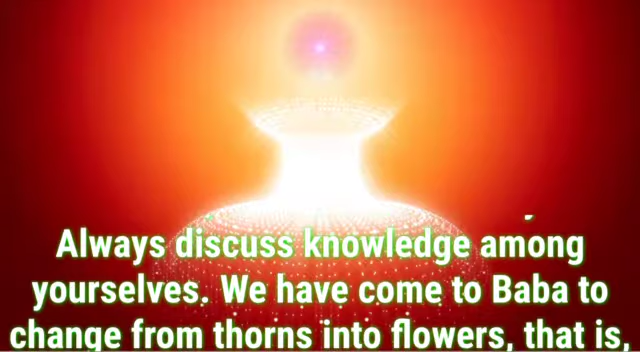 Always discuss knowledge among
yourselves. We have come to Baba to
change from thorns into flowers, that is,